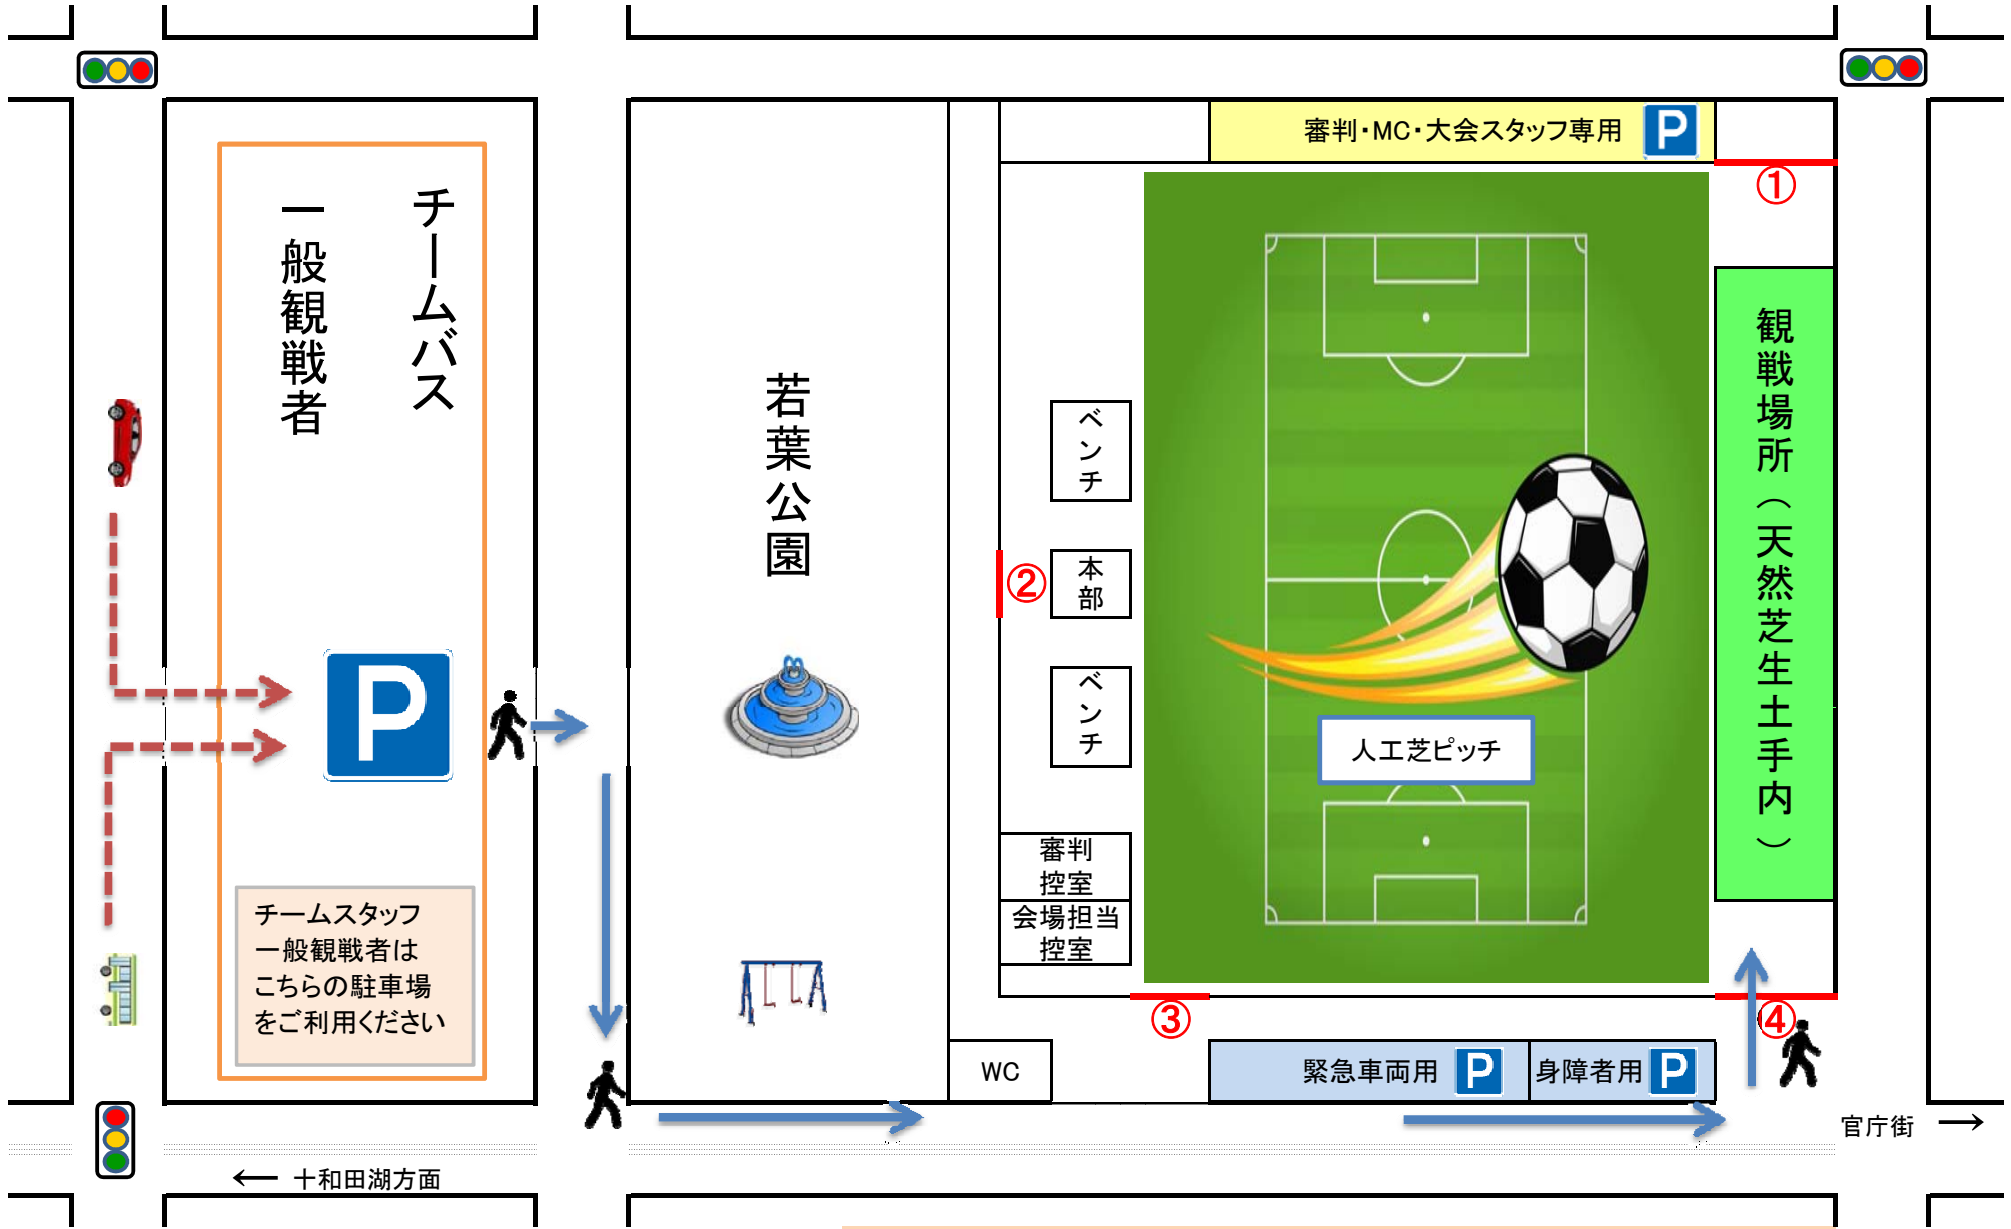 審判・MC・大会スタッフ専用 P
①
チームバス
一般観戦者
若葉公園
ベンチ
②
本部
ベンチ
観戦場所（天然芝生土手内）
P
人工芝ピッチ
審判
控室
会場担当
控室
チームスタッフ
一般観戦者は
こちらの駐車場
をご利用ください
③
④
WC
緊急車両用 P
身障者用 P
官庁街 →
← 十和田湖方面